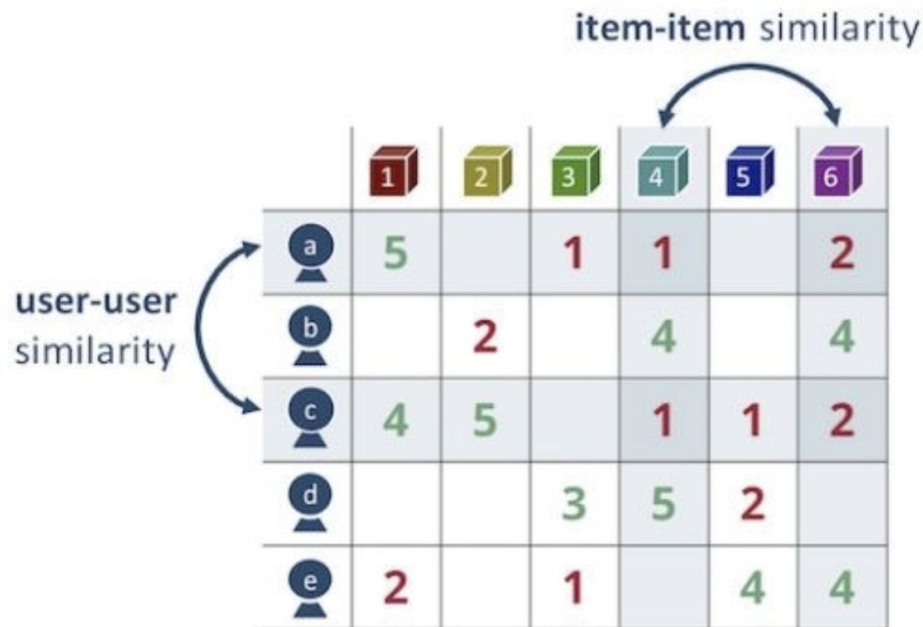 item-item similarity
1 2 3 4 5 6
a 5 1 1 2
user-user
similarity
b 2 4 4
c 4 5 1 1 2
d 3 5 2
e 2 1 4 4